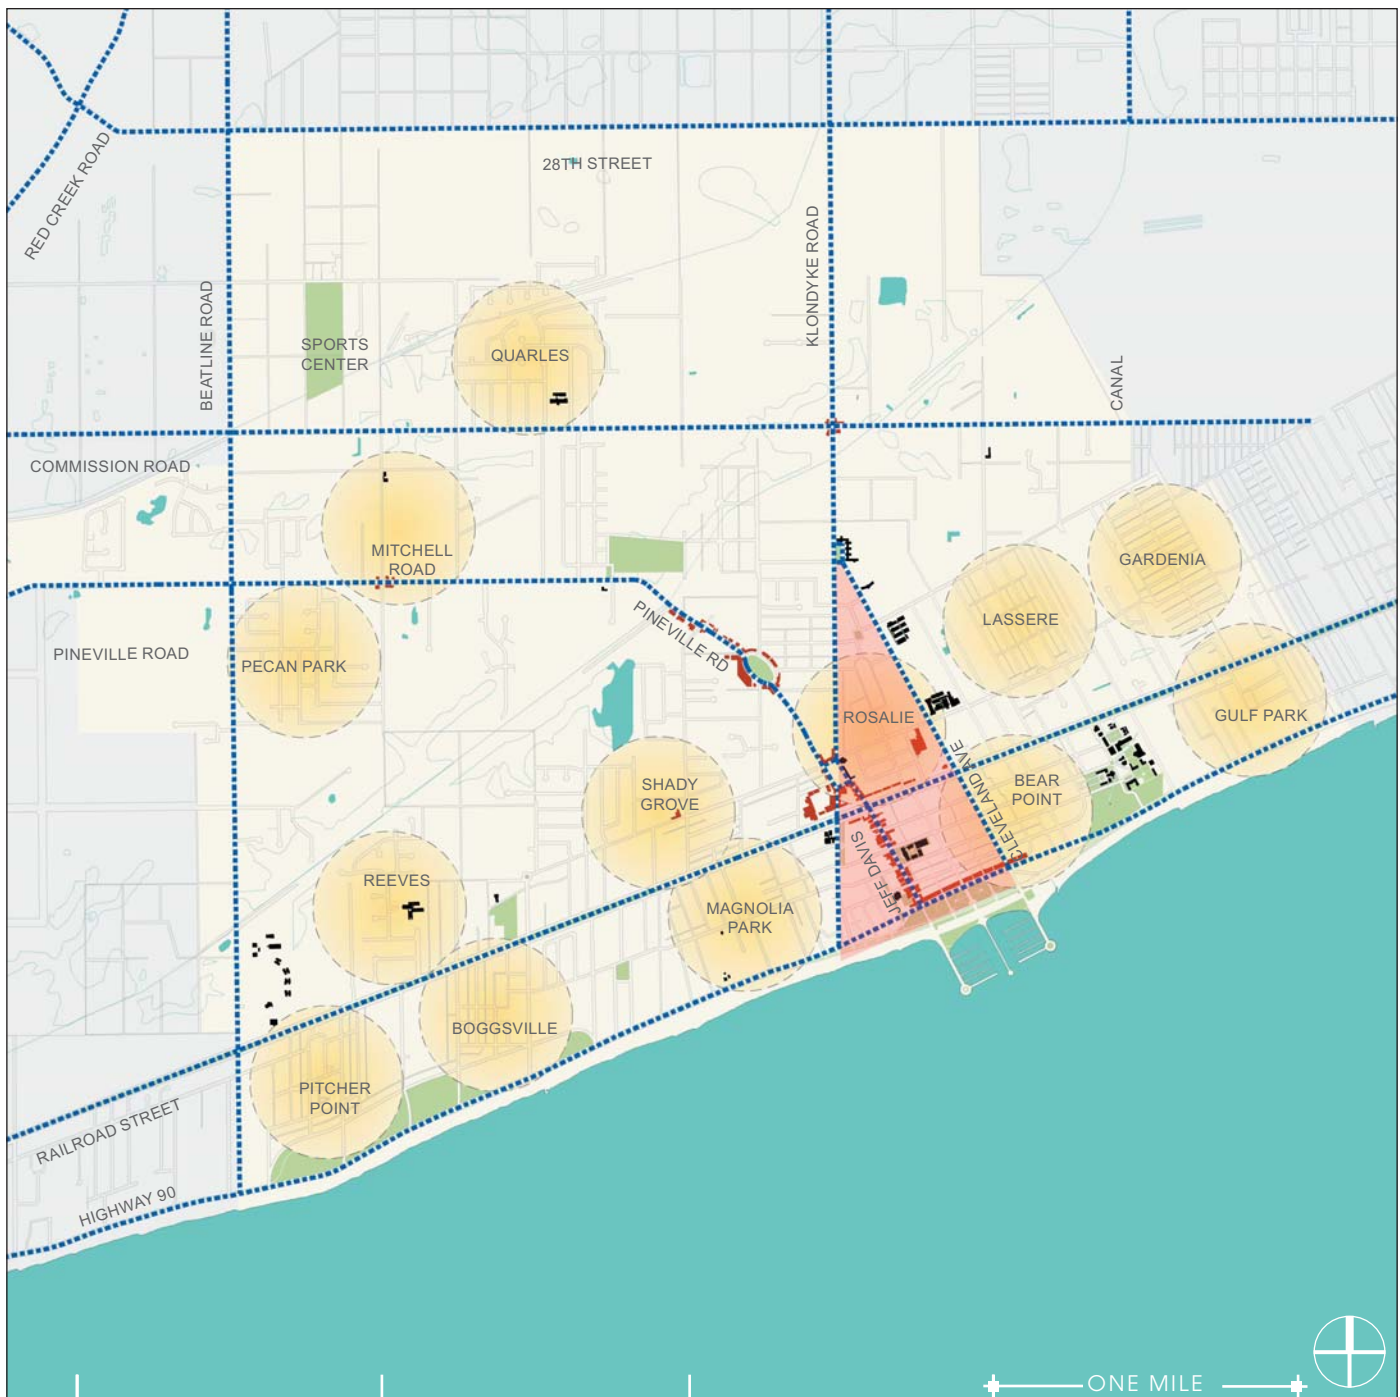 28TH STREET
RED CREEK ROAD
KLONDYKE ROAD
BEATLINE ROAD
SPORTS
CENTER
QUARLES
CANAL
COMMISSION ROAD
MITCHELL
ROAD
GARDENIA
LASSERE
PINEVILLE RD
PINEVILLE ROAD
PECAN PARK
ROSALIE
GULF PARK
CLEVELAND AVE
SHADY
GROVE
BEAR
POINT
JEFF DAVIS
REEVES
MAGNOLIA
PARK
BOGGSVILLE
PITCHER
POINT
RAILROAD STREET
HIGHWAY 90
ONE MILE